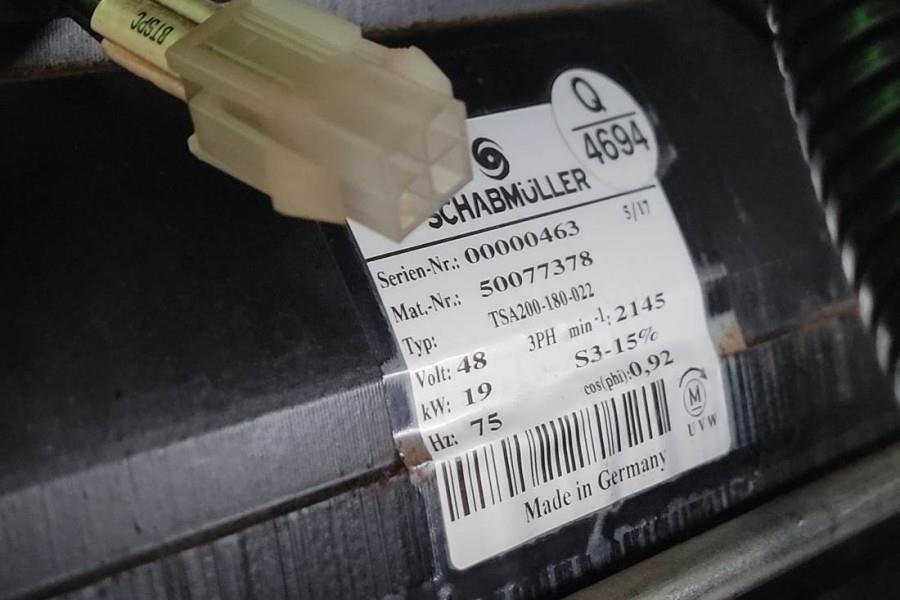 BTSPC
Q
4694
SCHABMÜLLER
5/17
Serien-Nr.: 00000463
Mat.-Nr.: 50077378
Typ: TSA200-180-022
Volt: 48 3PH min-1: 2145
kW: 19 S3-15%
Hz: 75 cos(phi):0,92
M
U V W
Made in Germany